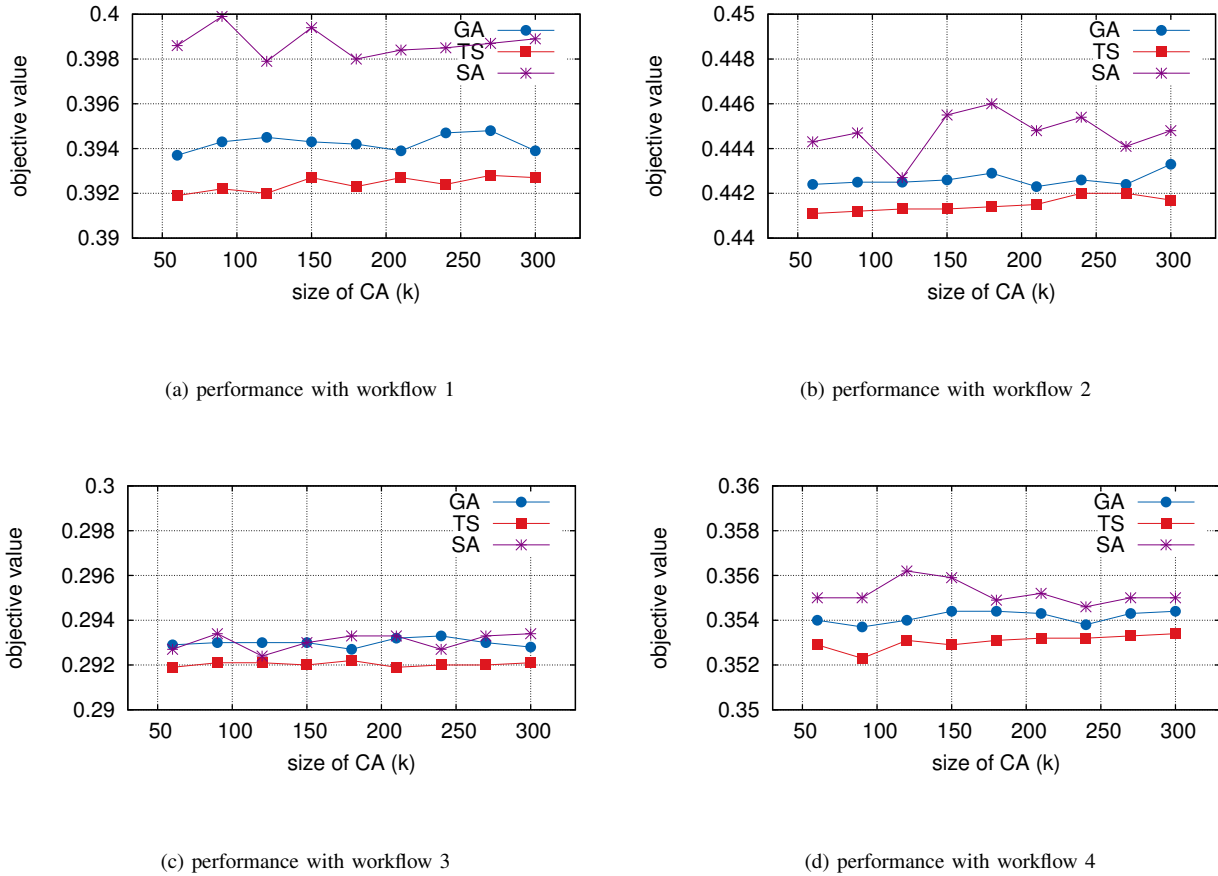 0.4
0.398
0.396
0.394
0.392
0.39
50 100 150 200 250 300
objective value
size of CA (k)
GA
TS
SA
(a) performance with workflow 1
0.45
0.448
0.446
0.444
0.442
0.44
50 100 150 200 250 300
objective value
size of CA (k)
GA
TS
SA
(b) performance with workflow 2
0.3
0.298
0.296
0.294
0.292
0.29
50 100 150 200 250 300
objective value
size of CA (k)
GA
TS
SA
(c) performance with workflow 3
0.36
0.358
0.356
0.354
0.352
0.35
50 100 150 200 250 300
objective value
size of CA (k)
GA
TS
SA
(d) performance with workflow 4